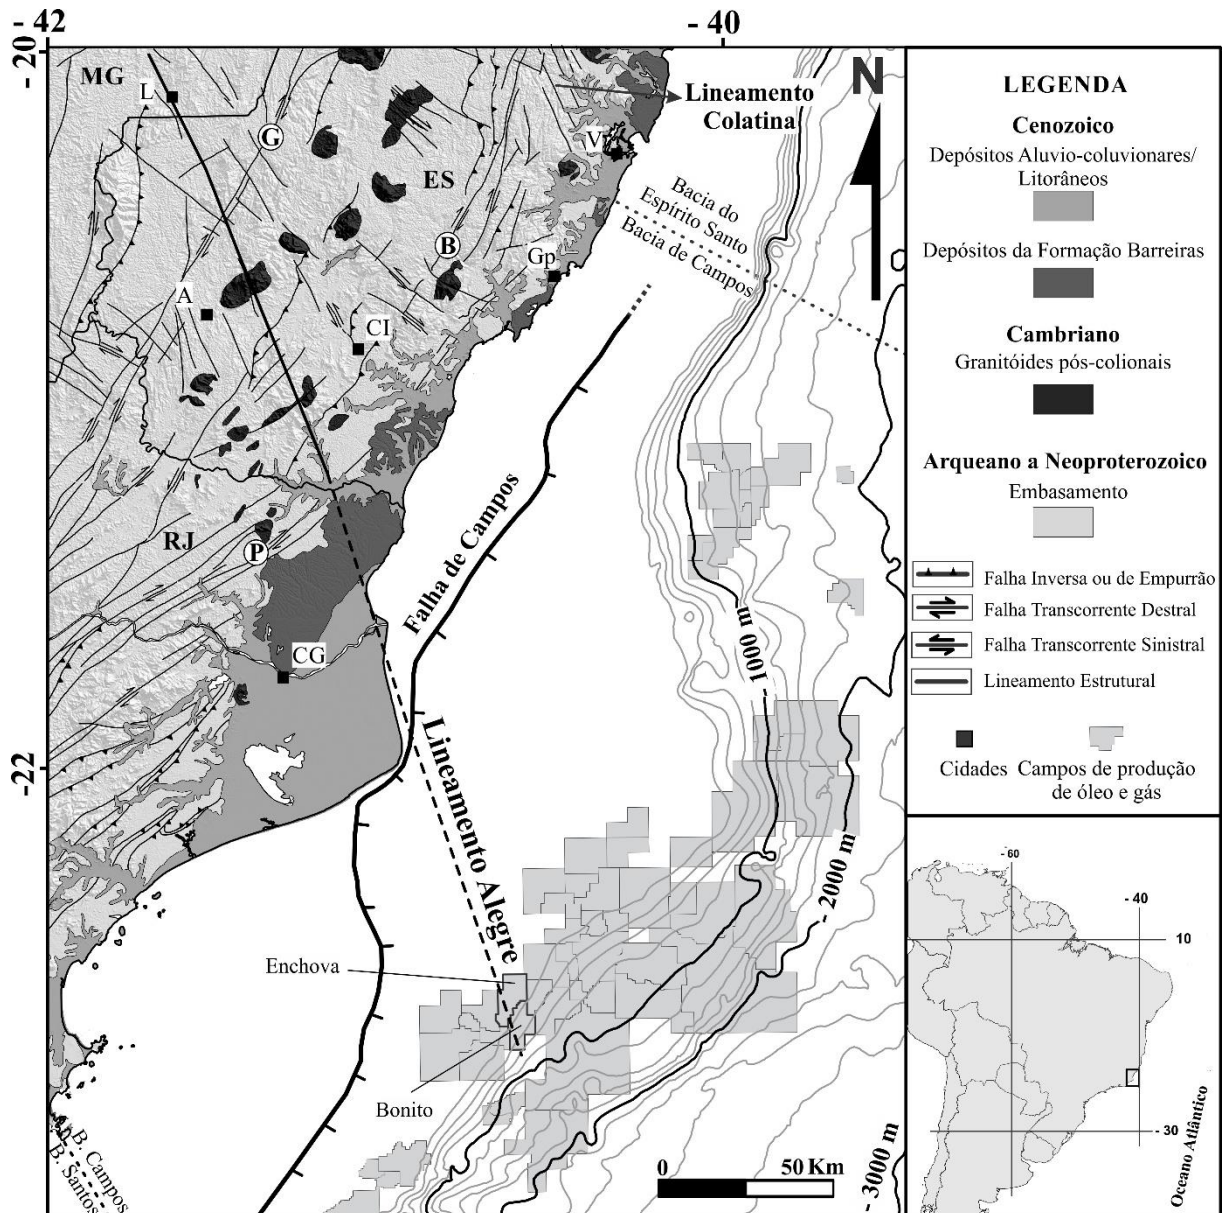 - 42
- 40
- 20
MG
L
G
ES
V
N
Lineamento
Colatina
Bacia do
Espírito Santo
Bacia de Campos
B
Gp
A
CI
RJ
P
Falha de Campos
- 1000 m
CG
- 22
Lineamento Alegre
- 2000 m
Enchova
Bonito
B. Campos
B. Santos
0
50 Km
- 3000 m
LEGENDA
Cenozoico
Depósitos Aluvio-coluvionares/
Litorâneos
Depósitos da Formação Barreiras
Cambriano
Granitóides pós-colionais
Arqueano a Neoproterozoico
Embasamento
Falha Inversa ou de Empurrão
Falha Transcorrente Destral
Falha Transcorrente Sinistral
Lineamento Estrutural
Cidades
Campos de produção
de óleo e gás
- 60
- 40
- 10
- 30
Oceano Atlântico